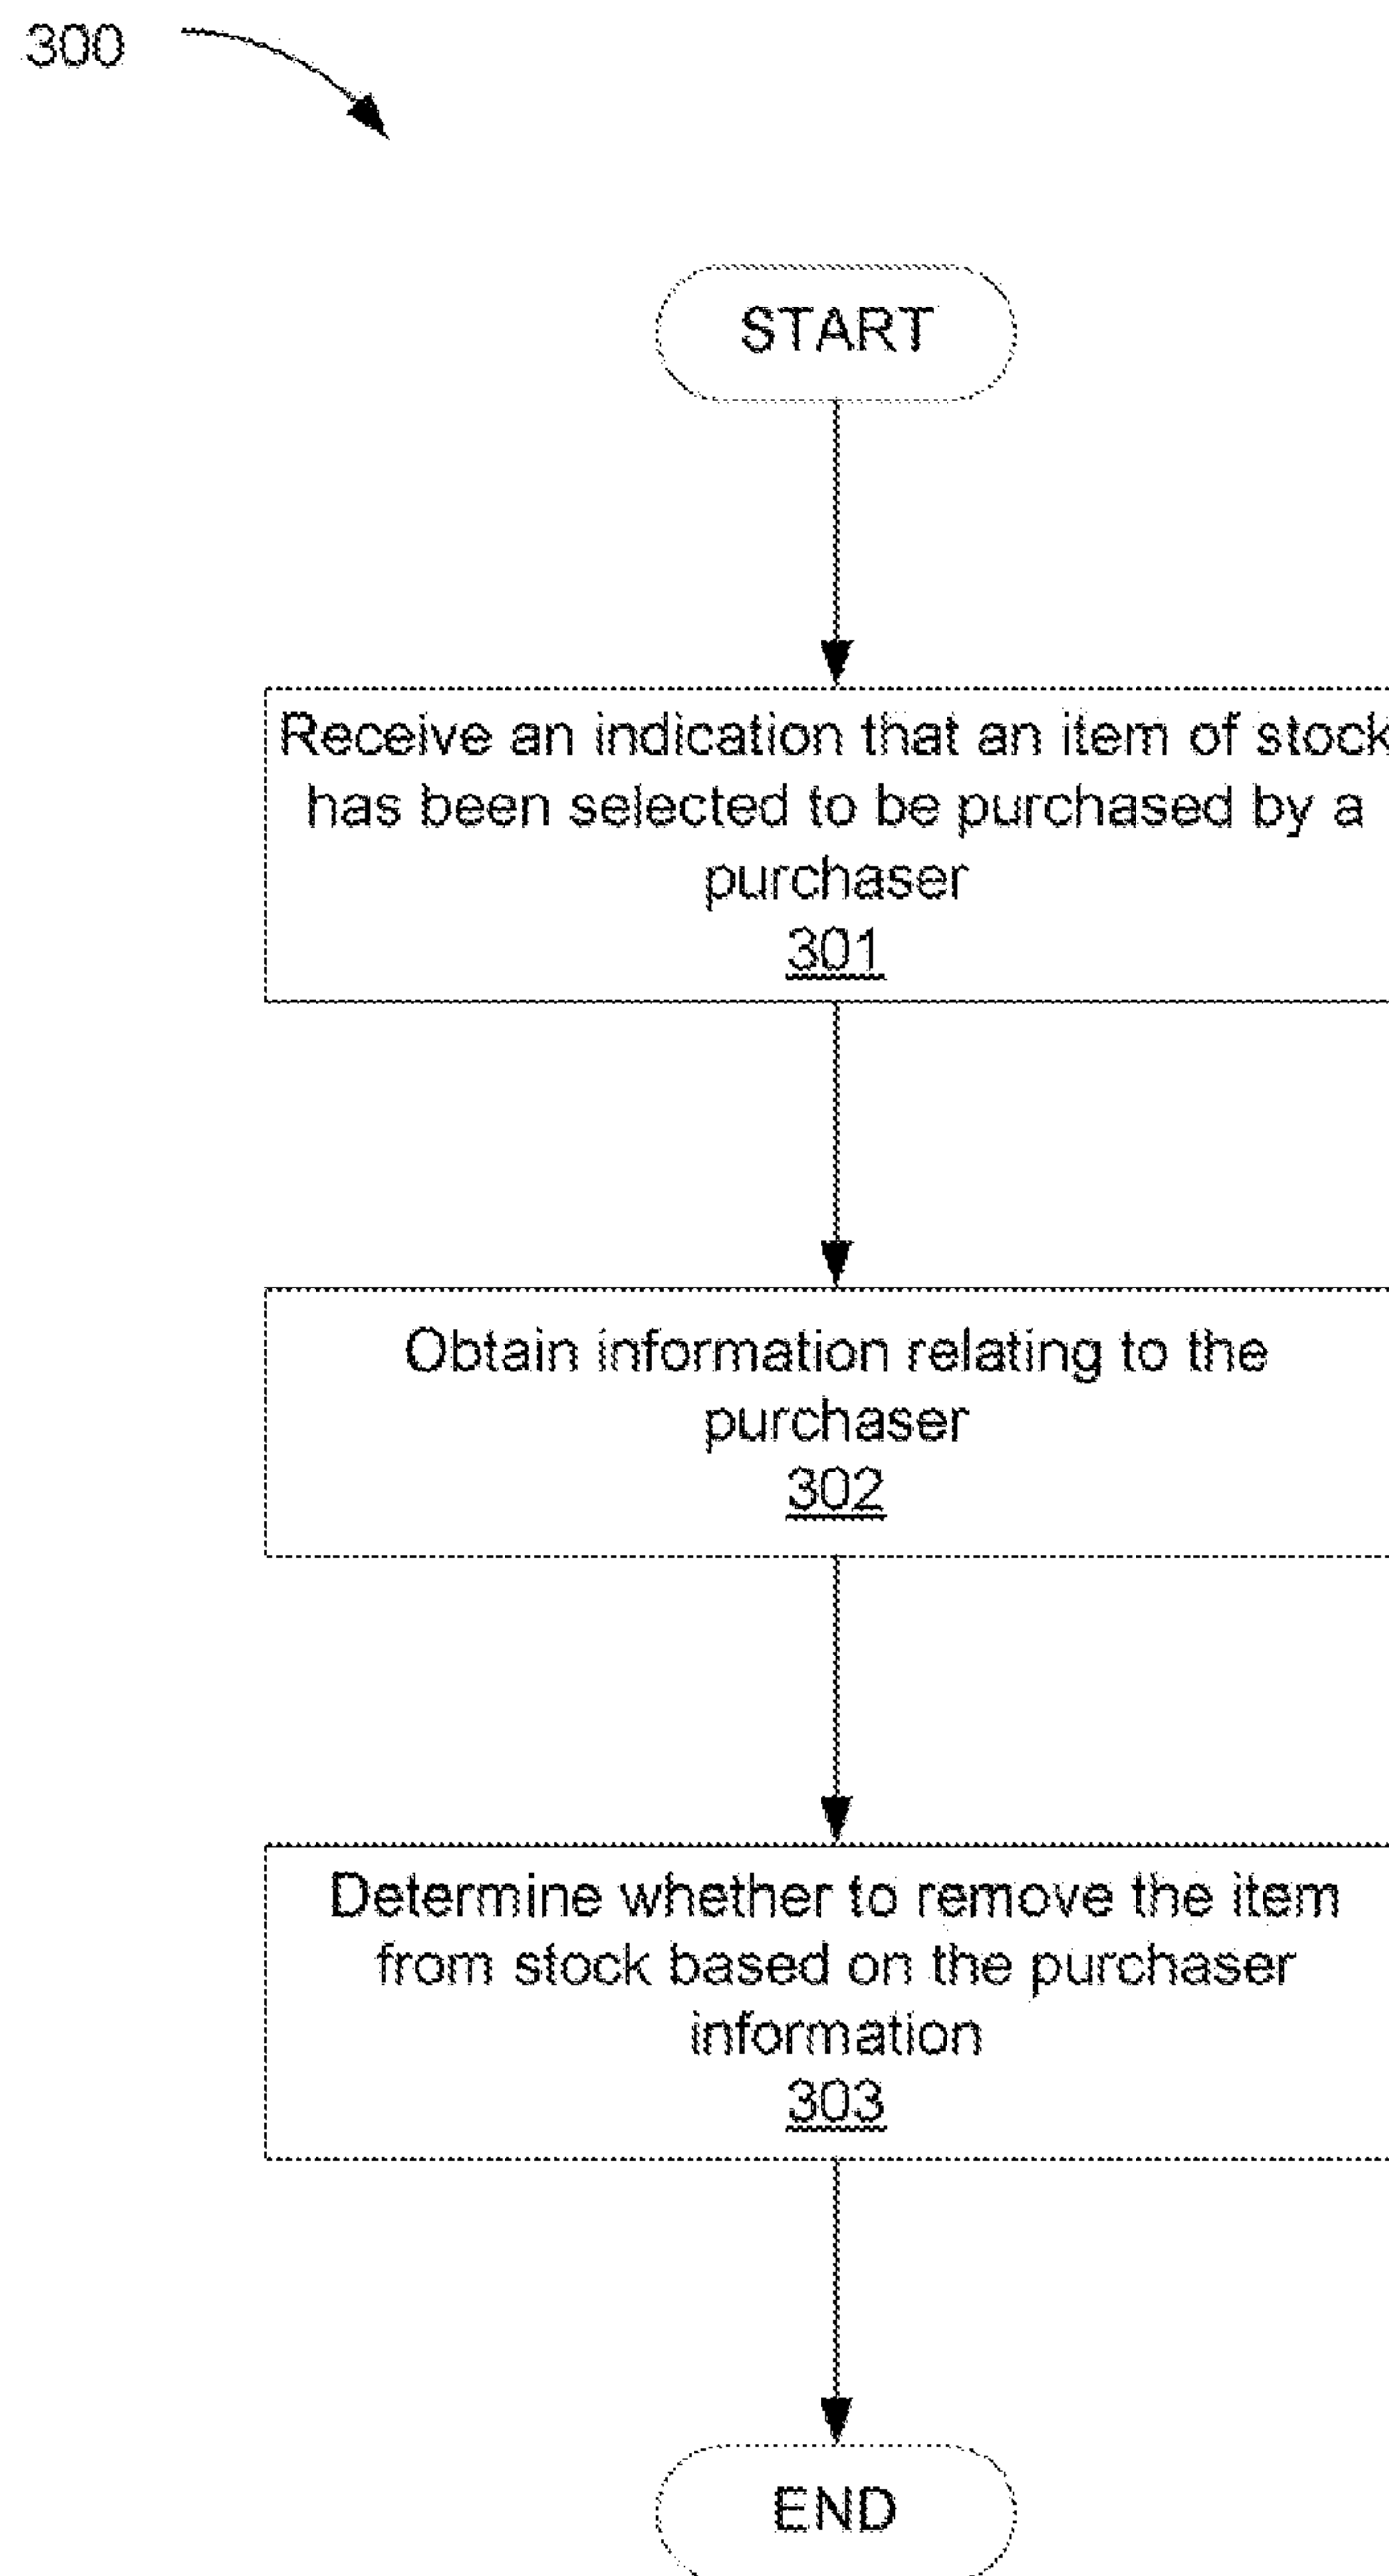 300
START
Receive an indication that an item of stock
has been selected to be purchased by a
purchaser
301
Obtain information relating to the
purchaser
302
Determine whether to remove the item
from stock based on the purchaser
information
303
END